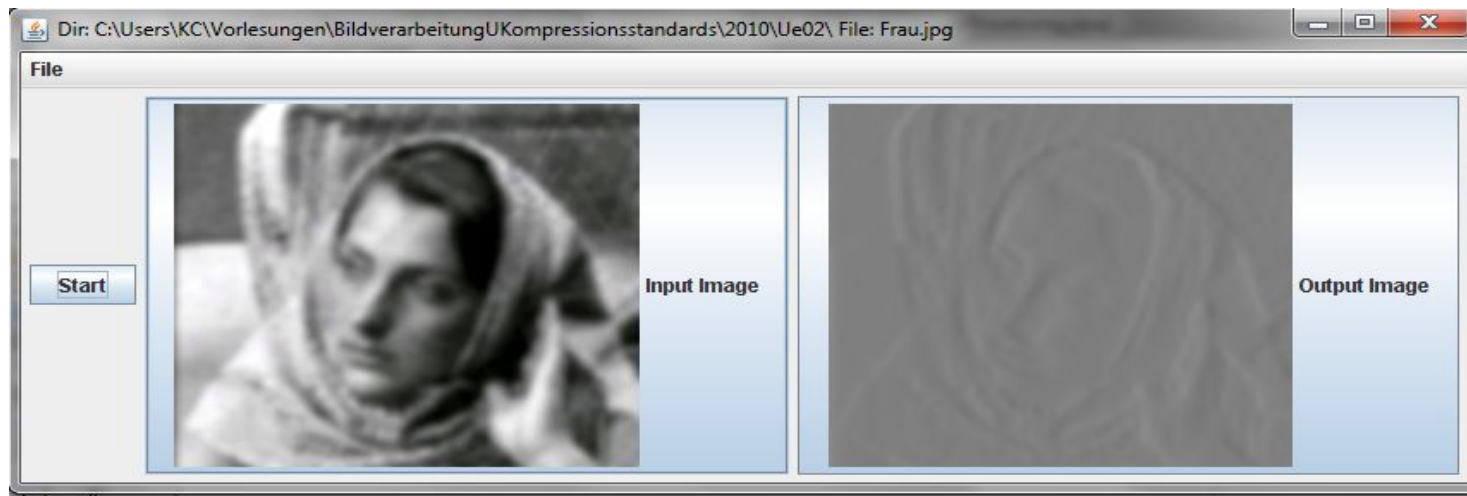 Dir: C:\Users\KC\Vorlesungen\BildverarbeitungUKompressionsstandards\2010\Ue02\ File: Frau.jpg
File
Start
Input Image
Output Image